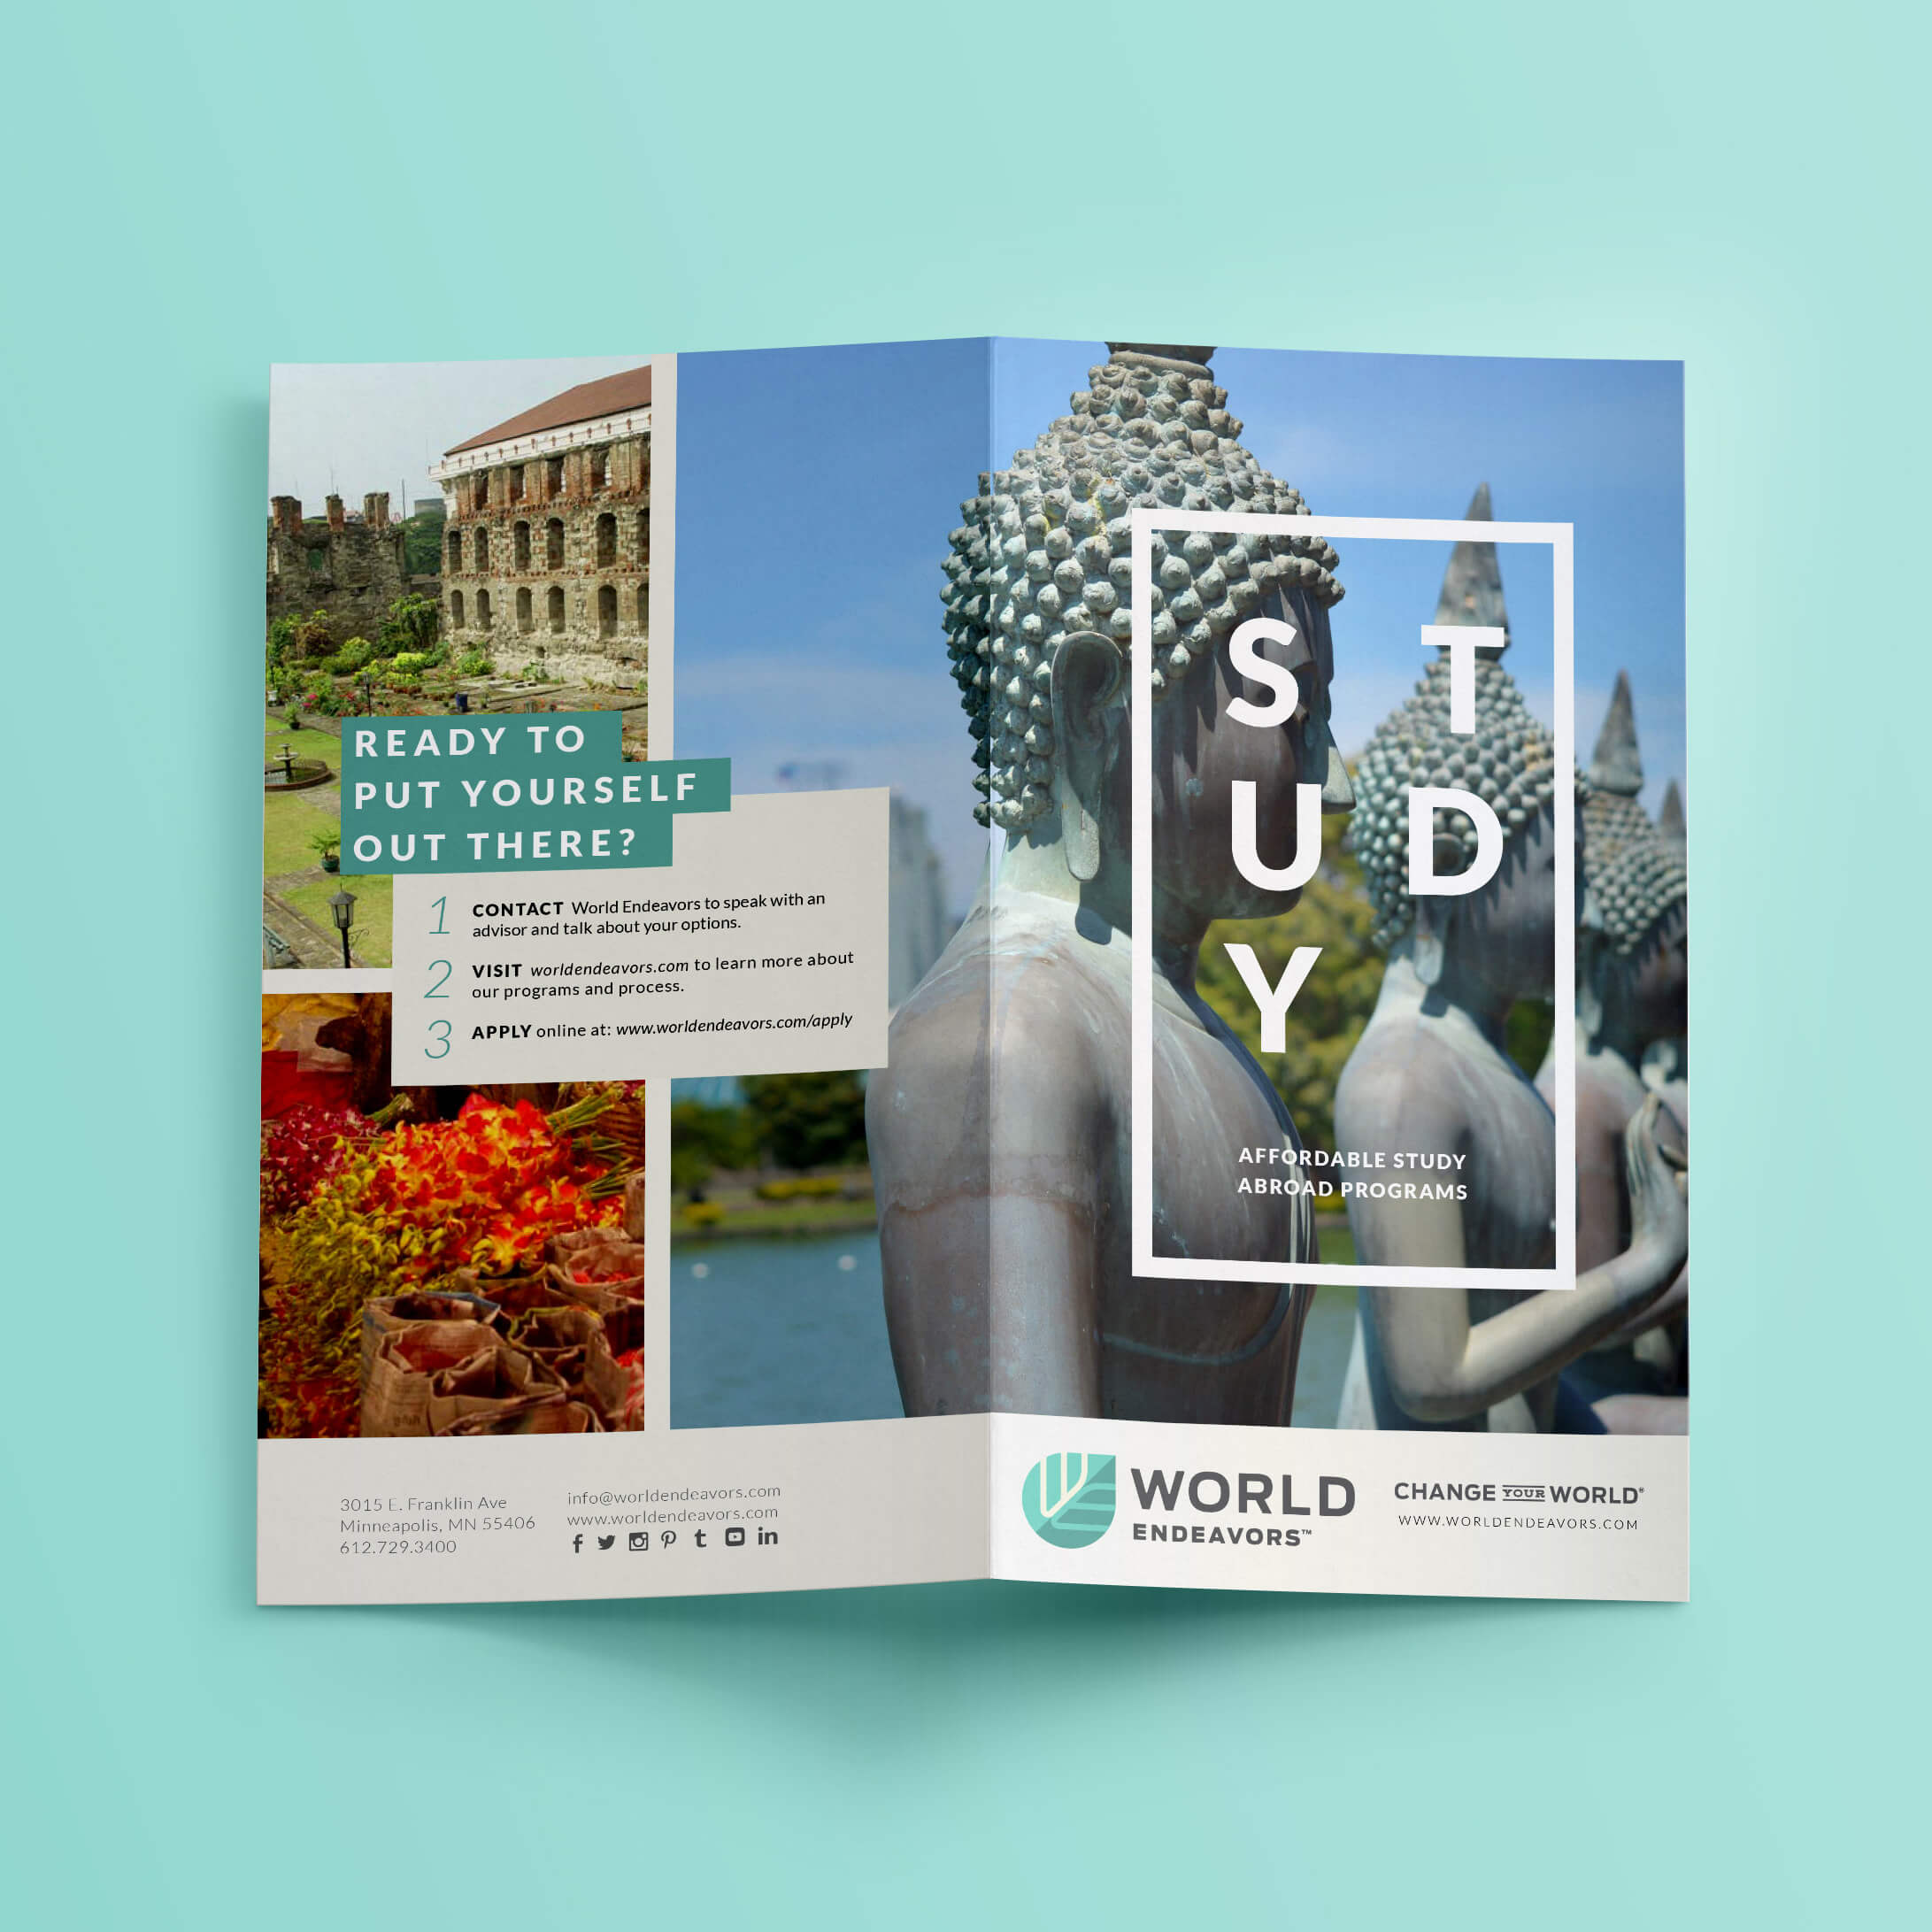 READY TO
PUT YOURSELF
OUT THERE?
1 CONTACT World Endeavors to speak with an
advisor and talk about your options.
2 VISIT worldendeavors.com to learn more about
our programs and process.
3 APPLY online at: www.worldendeavors.com/apply
3015 E. Franklin Ave
Minneapolis, MN 55406
612.729.3400
info@worldendeavors.com
www.worldendeavors.com
S T
U D
Y
AFFORDABLE STUDY
ABROAD PROGRAMS
WORLD
ENDEAVORS™
CHANGE YOUR WORLD®
WWW.WORLDENDEAVORS.COM